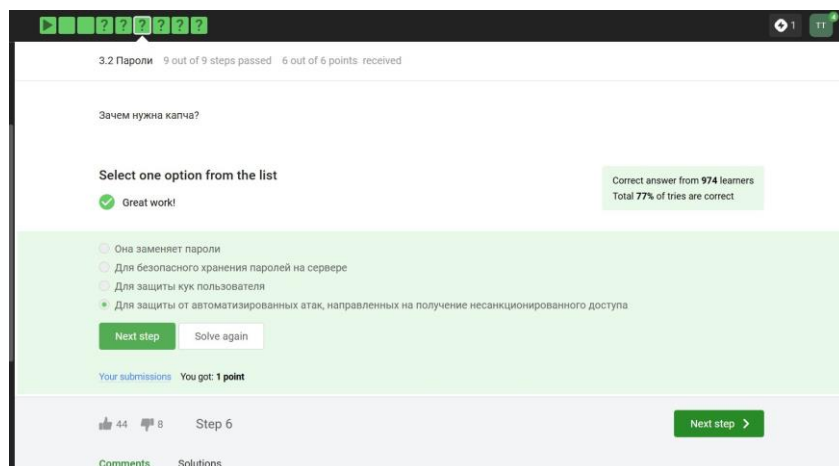 ? ? ? ? ? ?
1
TT
4
3.2 Пароли 9 out of 9 steps passed 6 out of 6 points received
Зачем нужна капча?
Select one option from the list
Great work!
Correct answer from 974 learners
Total 77% of tries are correct
Она заменяет пароли
Для безопасного хранения паролей на сервере
Для защиты кук пользователя
Для защиты от автоматизированных атак, направленных на получение несанкционированного доступа
Next step Solve again
Your submissions You got: 1 point
44 8 Step 6
Next step
Comments Solutions